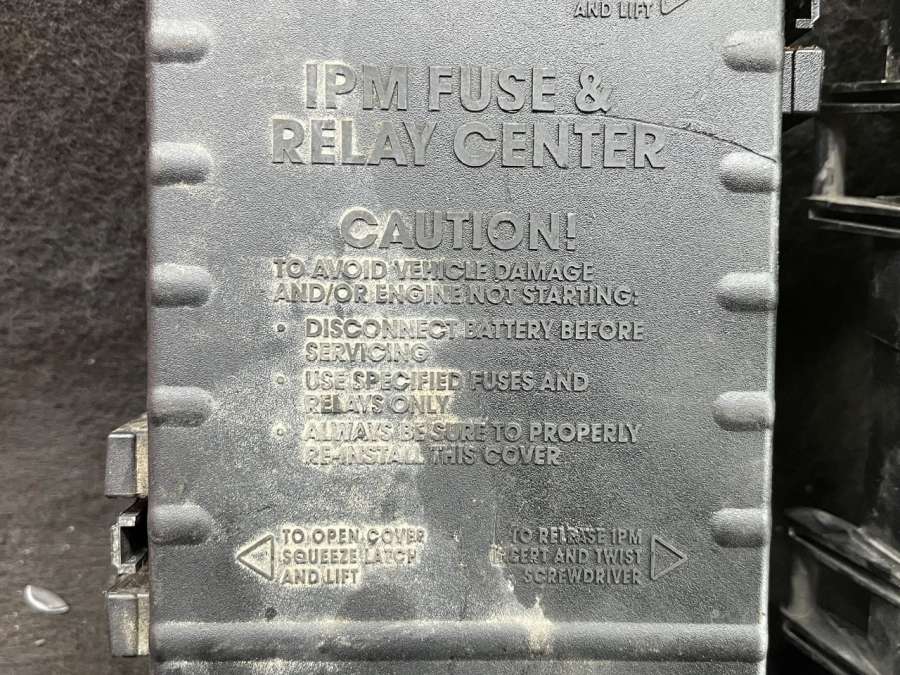 AND LIFT
IPM FUSE &
RELAY CENTER
CAUTION!
TO AVOID VEHICLE DAMAGE
AND/OR ENGINE NOT STARTING:
• DISCONNECT BATTERY BEFORE
SERVICING
• USE SPECIFIED FUSES AND
RELAYS ONLY
• ALWAYS BE SURE TO PROPERLY
RE-INSTALL THIS COVER
TO OPEN COVER
SQUEEZE LATCH
AND LIFT
TO RELEASE IPM
INSERT AND TWIST
SCREWDRIVER